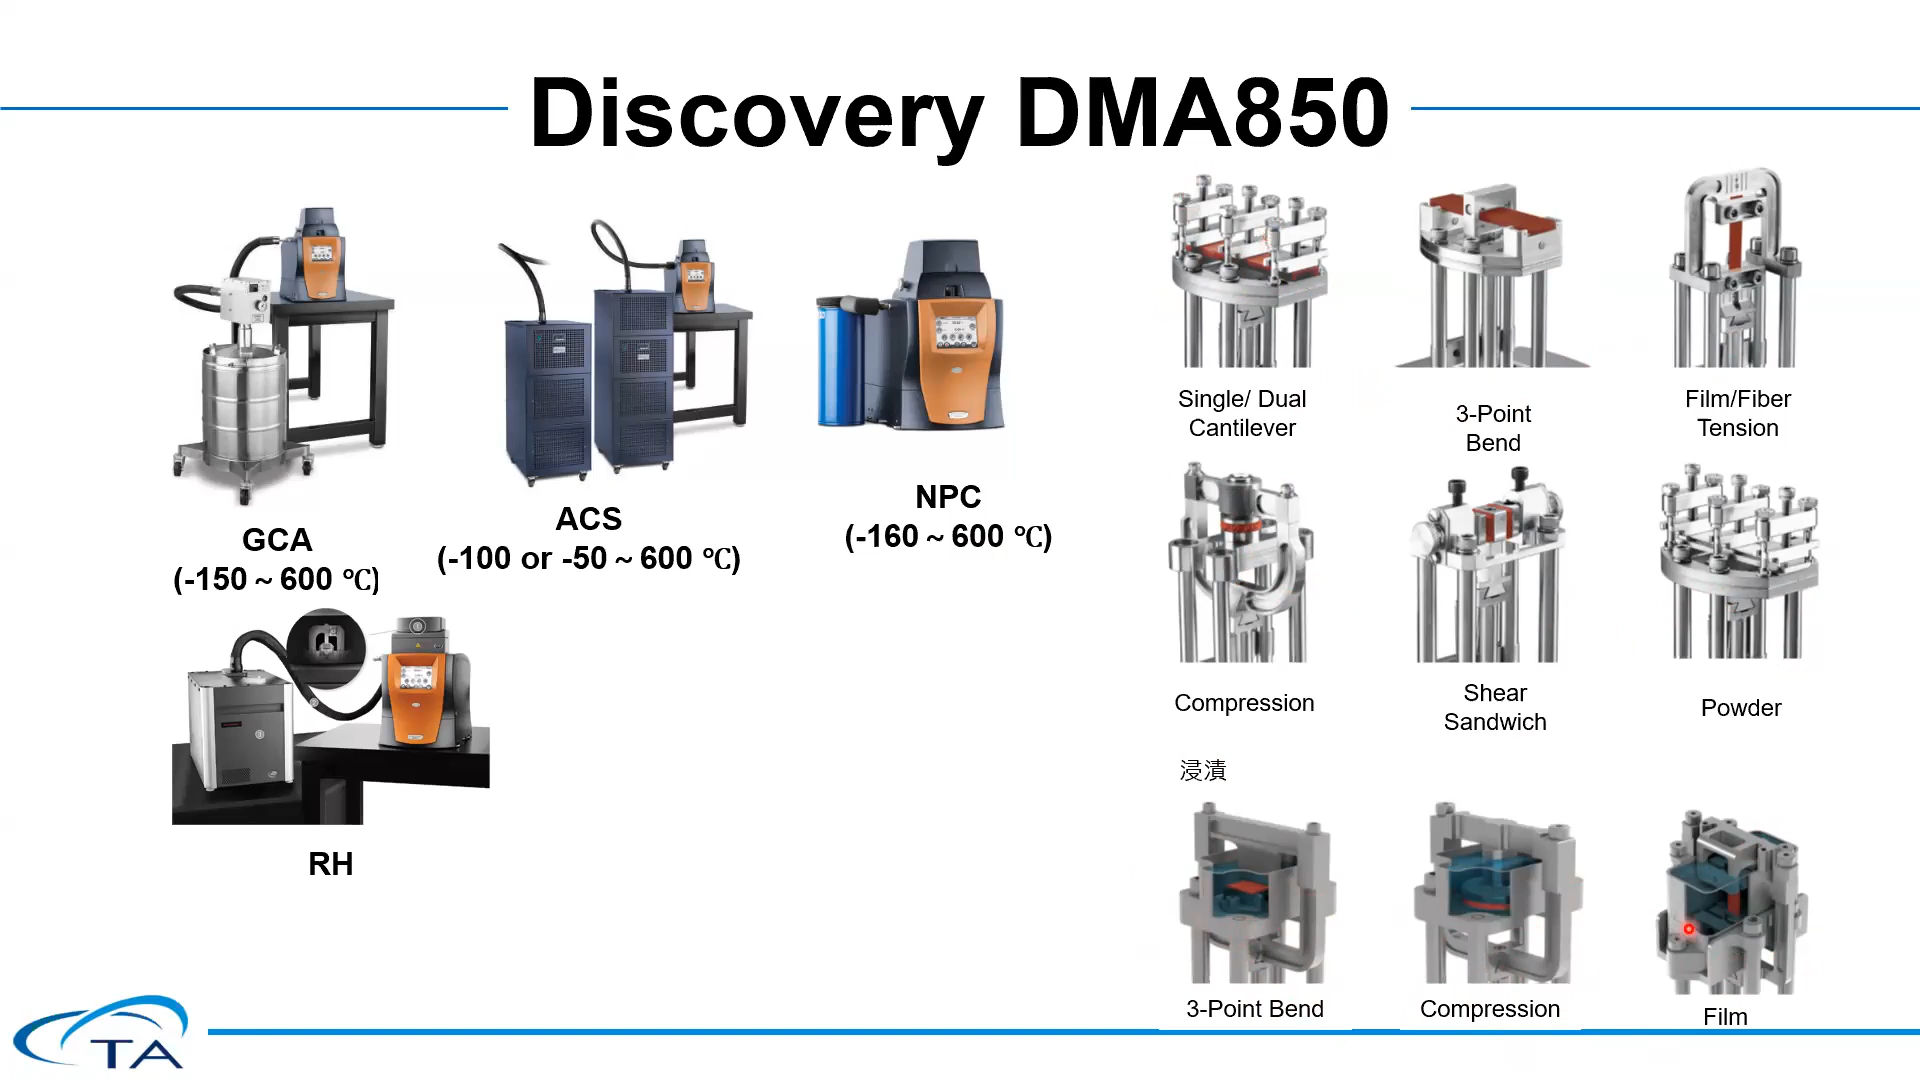 Discovery DMA850
GCA
(-150 ~ 600 ℃)
ACS
(-100 or -50 ~ 600 ℃)
NPC
(-160 ~ 600 ℃)
RH
Single/ Dual
Cantilever
3-Point
Bend
Film/Fiber
Tension
Compression
Shear
Sandwich
Powder
浸漬
3-Point Bend
Compression
Film
TA